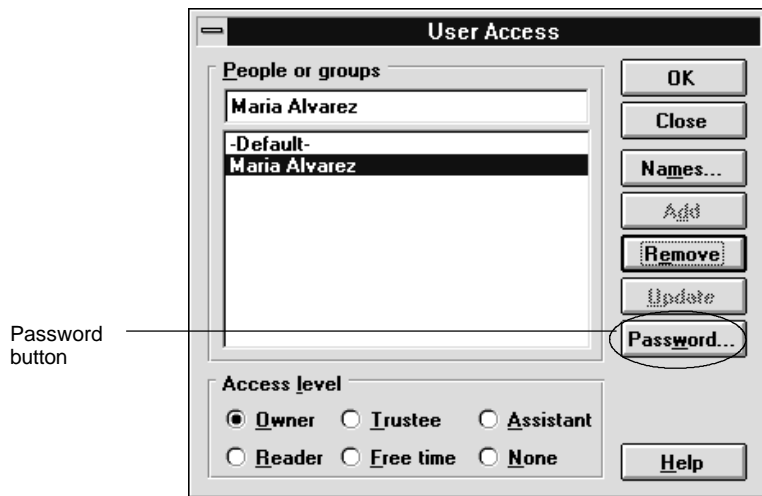 User Access
People or groups
Maria Alvarez
-Default-
Maria Alvarez
OK
Close
Names...
Add
Remove
Update
Password...
Password
button
Access level
Owner
Trustee
Assistant
Reader
Free time
None
Help